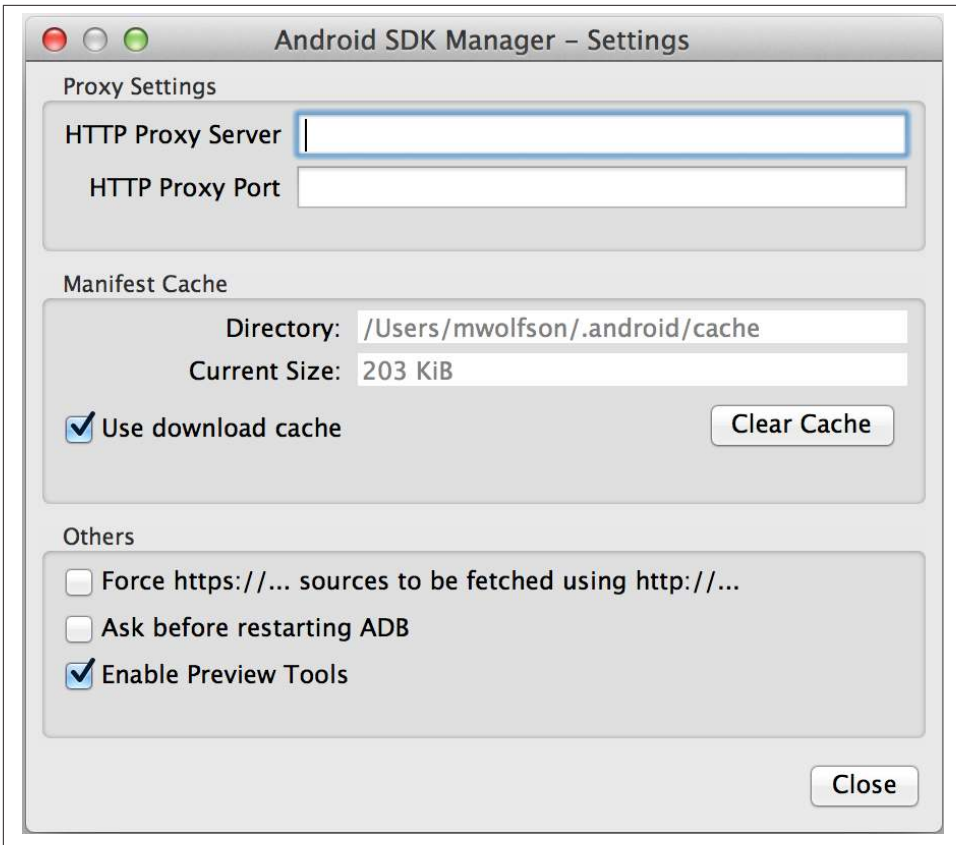 Android SDK Manager – Settings
Proxy Settings
HTTP Proxy Server
HTTP Proxy Port
Manifest Cache
Directory: /Users/mwolfson/.android/cache
Current Size: 203 KiB
Use download cache Clear Cache
Others
Force https://... sources to be fetched using http://...
Ask before restarting ADB
Enable Preview Tools
Close